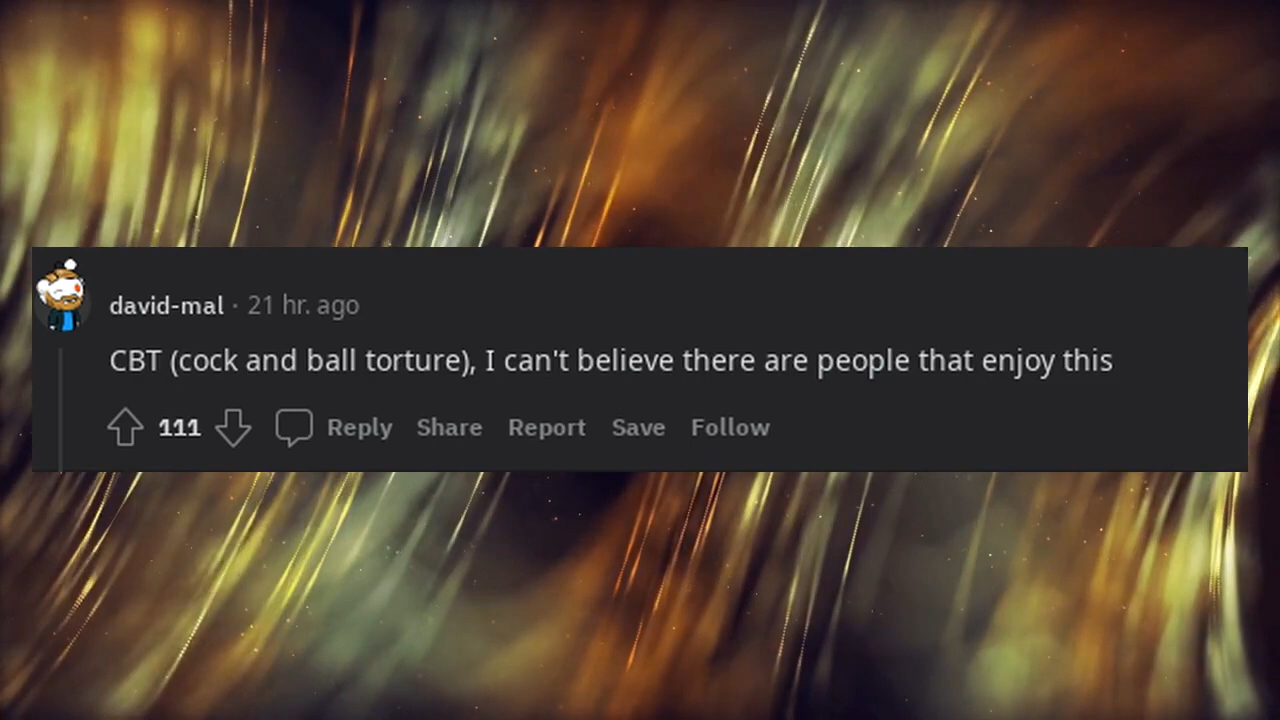 david-mal · 21 hr. ago
CBT (cock and ball torture), I can't believe there are people that enjoy this
111 Reply Share Report Save Follow